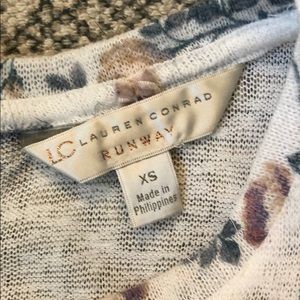 LC LAUREN CONRAD
RUNWAY
XS
Made in
Philippines